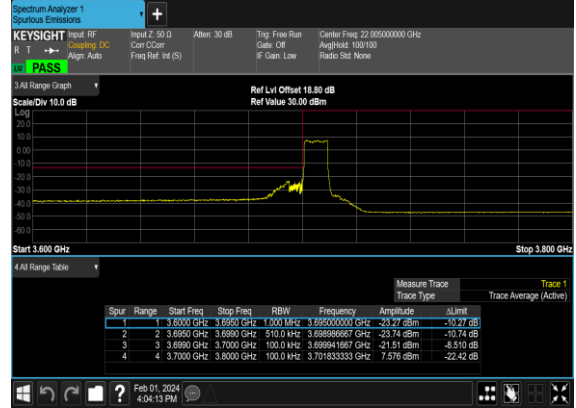 Spectrum Analyzer 1
Spurious Emissions
KEYSIGHT Input: RF Input Z: 50 Ω Atten: 30 dB Trig: Free Run Center Freq: 22.005000000 GHz
R T Coupling: DC Corr CCorr Gate: Off Avg|Hold: 100/100
Align: Auto Freq Ref: Int (S) IF Gain: Low Radio Std: None
LW PASS
3 All Range Graph
Ref Lvl Offset 18.80 dB
Scale/Div 10.0 dB Ref Value 30.00 dBm
Log
20.0
10.0
0.00
-10.0
-20.0
-30.0
-40.0
-50.0
-60.0
Start 3.600 GHz Stop 3.800 GHz
4 All Range Table
Measure Trace Trace 1
Trace Type Trace Average (Active)
Spur Range Start Freq Stop Freq RBW Frequency Amplitude ΔLimit
1 1 3.6000 GHz 3.6950 GHz 1.000 MHz 3.695000000 GHz -23.27 dBm -10.27 dB
2 2 3.6950 GHz 3.6990 GHz 510.0 kHz 3.698986667 GHz -23.74 dBm -10.74 dB
3 3 3.6990 GHz 3.7000 GHz 100.0 kHz 3.699941667 GHz -21.51 dBm -8.510 dB
4 4 3.7000 GHz 3.8000 GHz 100.0 kHz 3.701833333 GHz 7.576 dBm -22.42 dB
Feb 01, 2024
4:04:13 PM